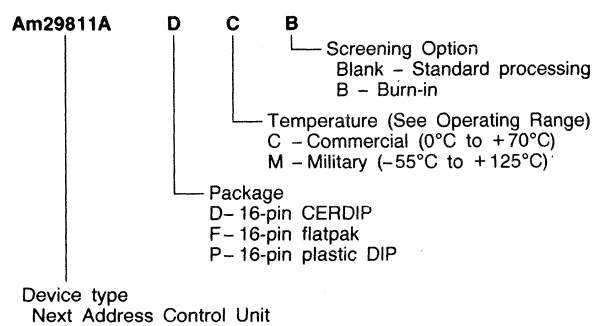 Am29811A D C B
Screening Option
Blank – Standard processing
B – Burn-in
Temperature (See Operating Range)
C – Commercial (0°C to +70°C)
M – Military (–55°C to +125°C)
Package
D– 16-pin CERDIP
F– 16-pin flatpak
P– 16-pin plastic DIP
Device type
Next Address Control Unit